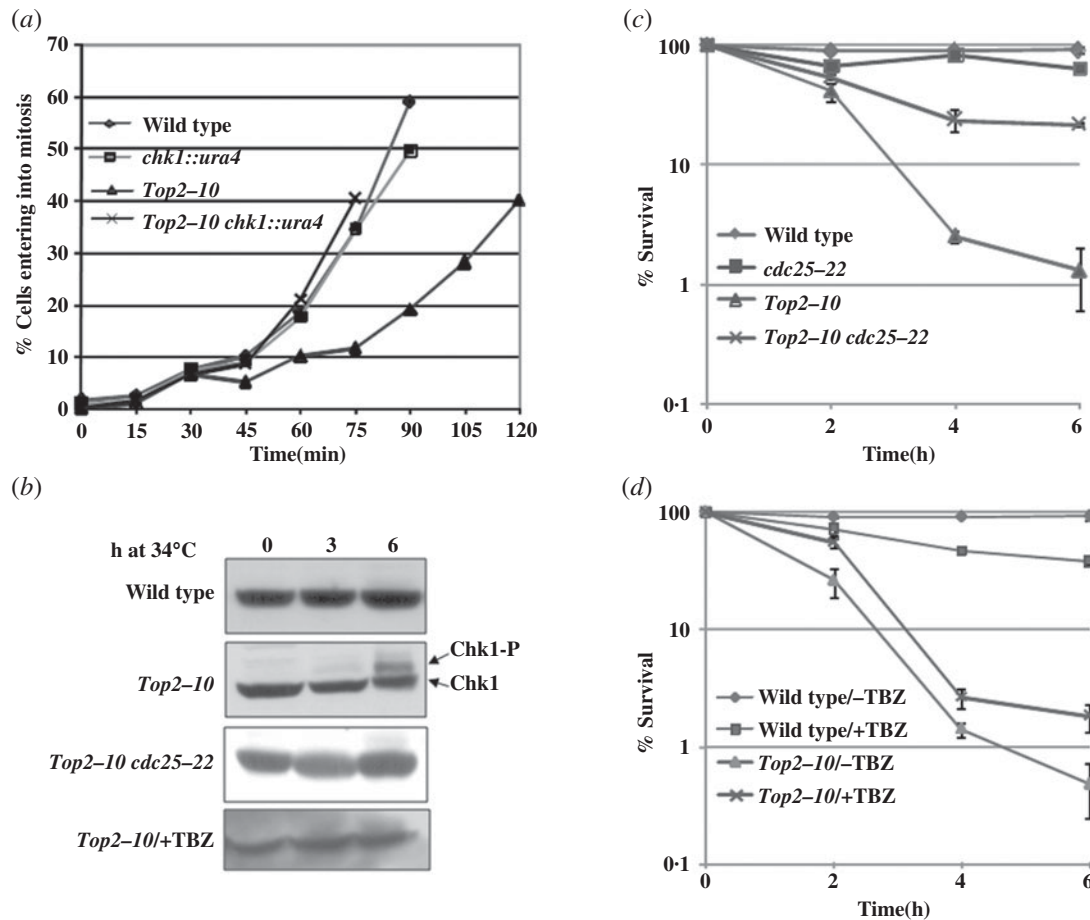 (a)
70
60
50
40
30
20
10
0
% Cells entering into mitosis
Wild type
chk1::ura4
Top2–10
Top2–10 chk1::ura4
0 15 30 45 60 75 90 105 120
Time(min)
(b)
h at 34°C 0 3 6
Wild type
Top2–10
Chk1-P
Chk1
Top2–10 cdc25–22
Top2–10/+TBZ
(c)
100
10
1
0·1
% Survival
Wild type
cdc25–22
Top2–10
Top2–10 cdc25–22
0 2 4 6
Time(h)
(d)
100
10
1
0·1
% Survival
Wild type/–TBZ
Wild type/+TBZ
Top2–10/–TBZ
Top2–10/+TBZ
0 2 4 6
Time(h)